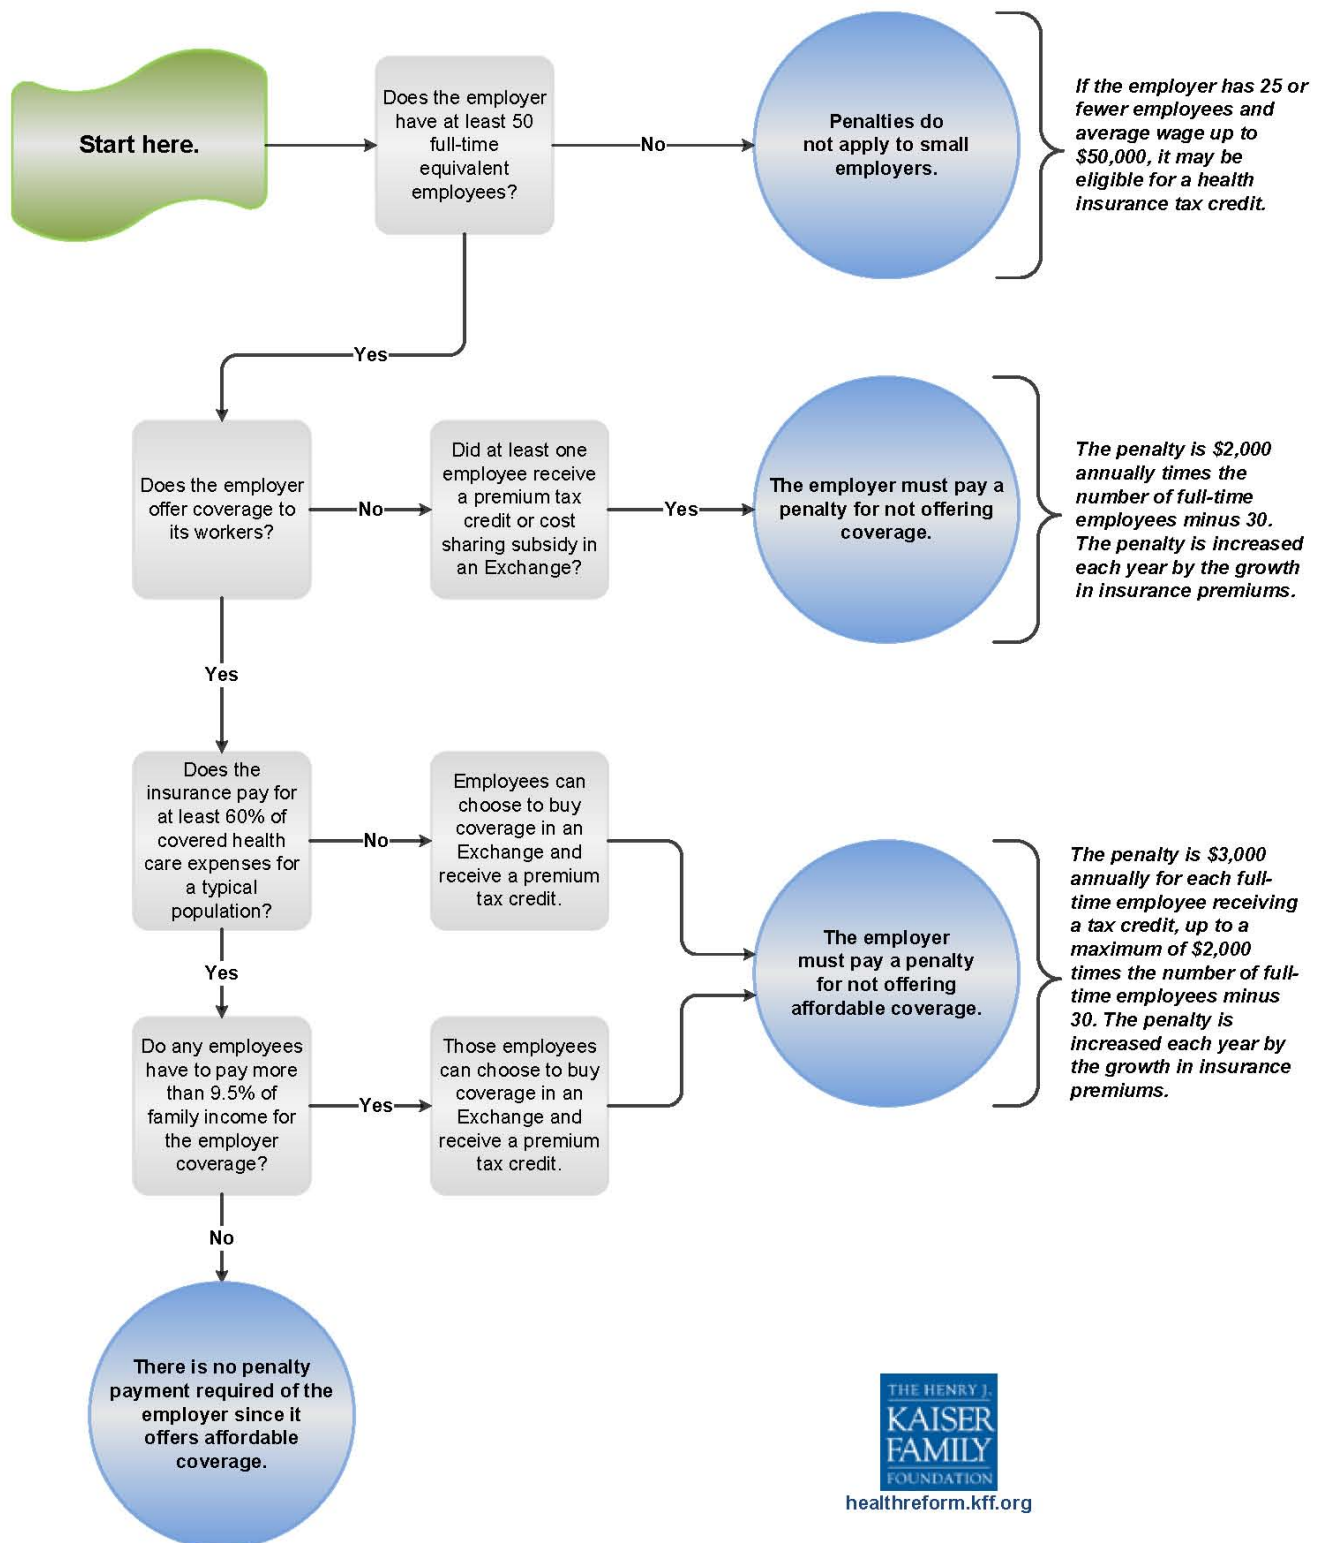 Start here.
Does the employer
have at least 50
full-time
equivalent
employees?
No
Penalties do
not apply to small
employers.
If the employer has 25 or
fewer employees and
average wage up to
$50,000, it may be
eligible for a health
insurance tax credit.
Yes
Does the employer
offer coverage to
its workers?
No
Did at least one
employee receive
a premium tax
credit or cost
sharing subsidy in
an Exchange?
Yes
The employer must pay a
penalty for not offering
coverage.
The penalty is $2,000
annually times the
number of full-time
employees minus 30.
The penalty is increased
each year by the growth
in insurance premiums.
Yes
Does the
insurance pay for
at least 60% of
covered health
care expenses for
a typical
population?
No
Employees can
choose to buy
coverage in an
Exchange and
receive a premium
tax credit.
The employer
must pay a penalty
for not offering
affordable coverage.
The penalty is $3,000
annually for each full-
time employee receiving
a tax credit, up to a
maximum of $2,000
times the number of full-
time employees minus
30. The penalty is
increased each year by
the growth in insurance
premiums.
Yes
Do any employees
have to pay more
than 9.5% of
family income for
the employer
coverage?
Yes
Those employees
can choose to buy
coverage in an
Exchange and
receive a premium
tax credit.
No
There is no penalty
payment required of the
employer since it
offers affordable
coverage.
THE HENRY J.
KAISER
FAMILY
FOUNDATION
healthreform.kff.org